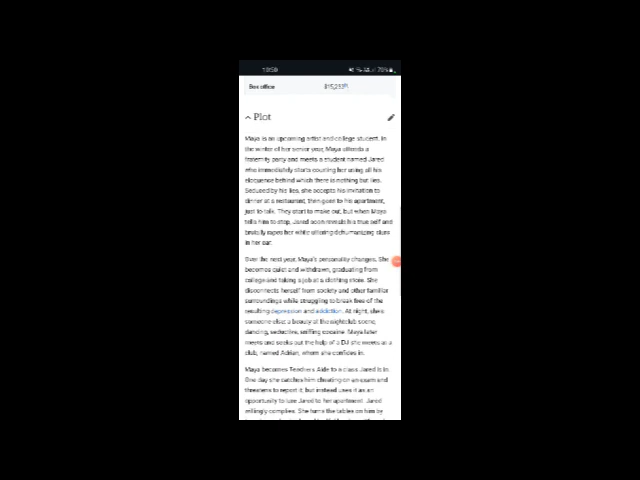 13:50
70%
Box office
$15,233
Plot
Maya is an upcoming artist and college student. In
the winter of her senior year, Maya attends a
fraternity party and meets a student named Jared
who immediately starts courting her using all his
eloquence behind which there is nothing but lies.
Seduced by his lies, she accepts his invitation to
dinner at a restaurant, then goes to his apartment,
just to talk. They start to make out, but when Maya
tells him to stop, Jared soon reveals his true self and
brutally rapes her while uttering dehumanizing slurs
in her ear.
Over the next year, Maya's personality changes. She
becomes quiet and withdrawn, graduating from
college and taking a job at a clothing store. She
disconnects herself from society and other familiar
surroundings while struggling to break free of the
resulting depression and addiction. At night, she's
someone else: a beauty at the nightclub scene,
dancing, seductive, sniffing cocaine. Maya later
meets and seeks out the help of a DJ she meets at a
club, named Adrian, whom she confides in.
Maya becomes Teachers Aide to a class Jared is in.
One day she catches him cheating on an exam and
threatens to report it, but instead uses it as an
opportunity to lure Jared to her apartment. Jared
willingly complies. She turns the tables on him by